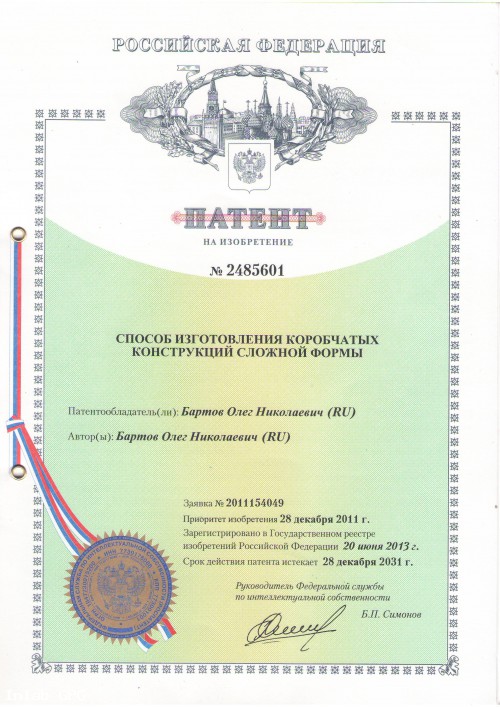 РОССИЙСКАЯ ФЕДЕРАЦИЯ
ПАТЕНТ
НА ИЗОБРЕТЕНИЕ
№ 2485601
СПОСОБ ИЗГОТОВЛЕНИЯ КОРОБЧАТЫХ
КОНСТРУКЦИЙ СЛОЖНОЙ ФОРМЫ
Патентообладатель(ли): Бартов Олег Николаевич (RU)
Автор(ы): Бартов Олег Николаевич (RU)
Заявка № 2011154049
Приоритет изобретения 28 декабря 2011 г.
Зарегистрировано в Государственном реестре
изобретений Российской Федерации 20 июня 2013 г.
Срок действия патента истекает 28 декабря 2031 г.
Руководитель Федеральной службы
по интеллектуальной собственности
Б.П. Симонов